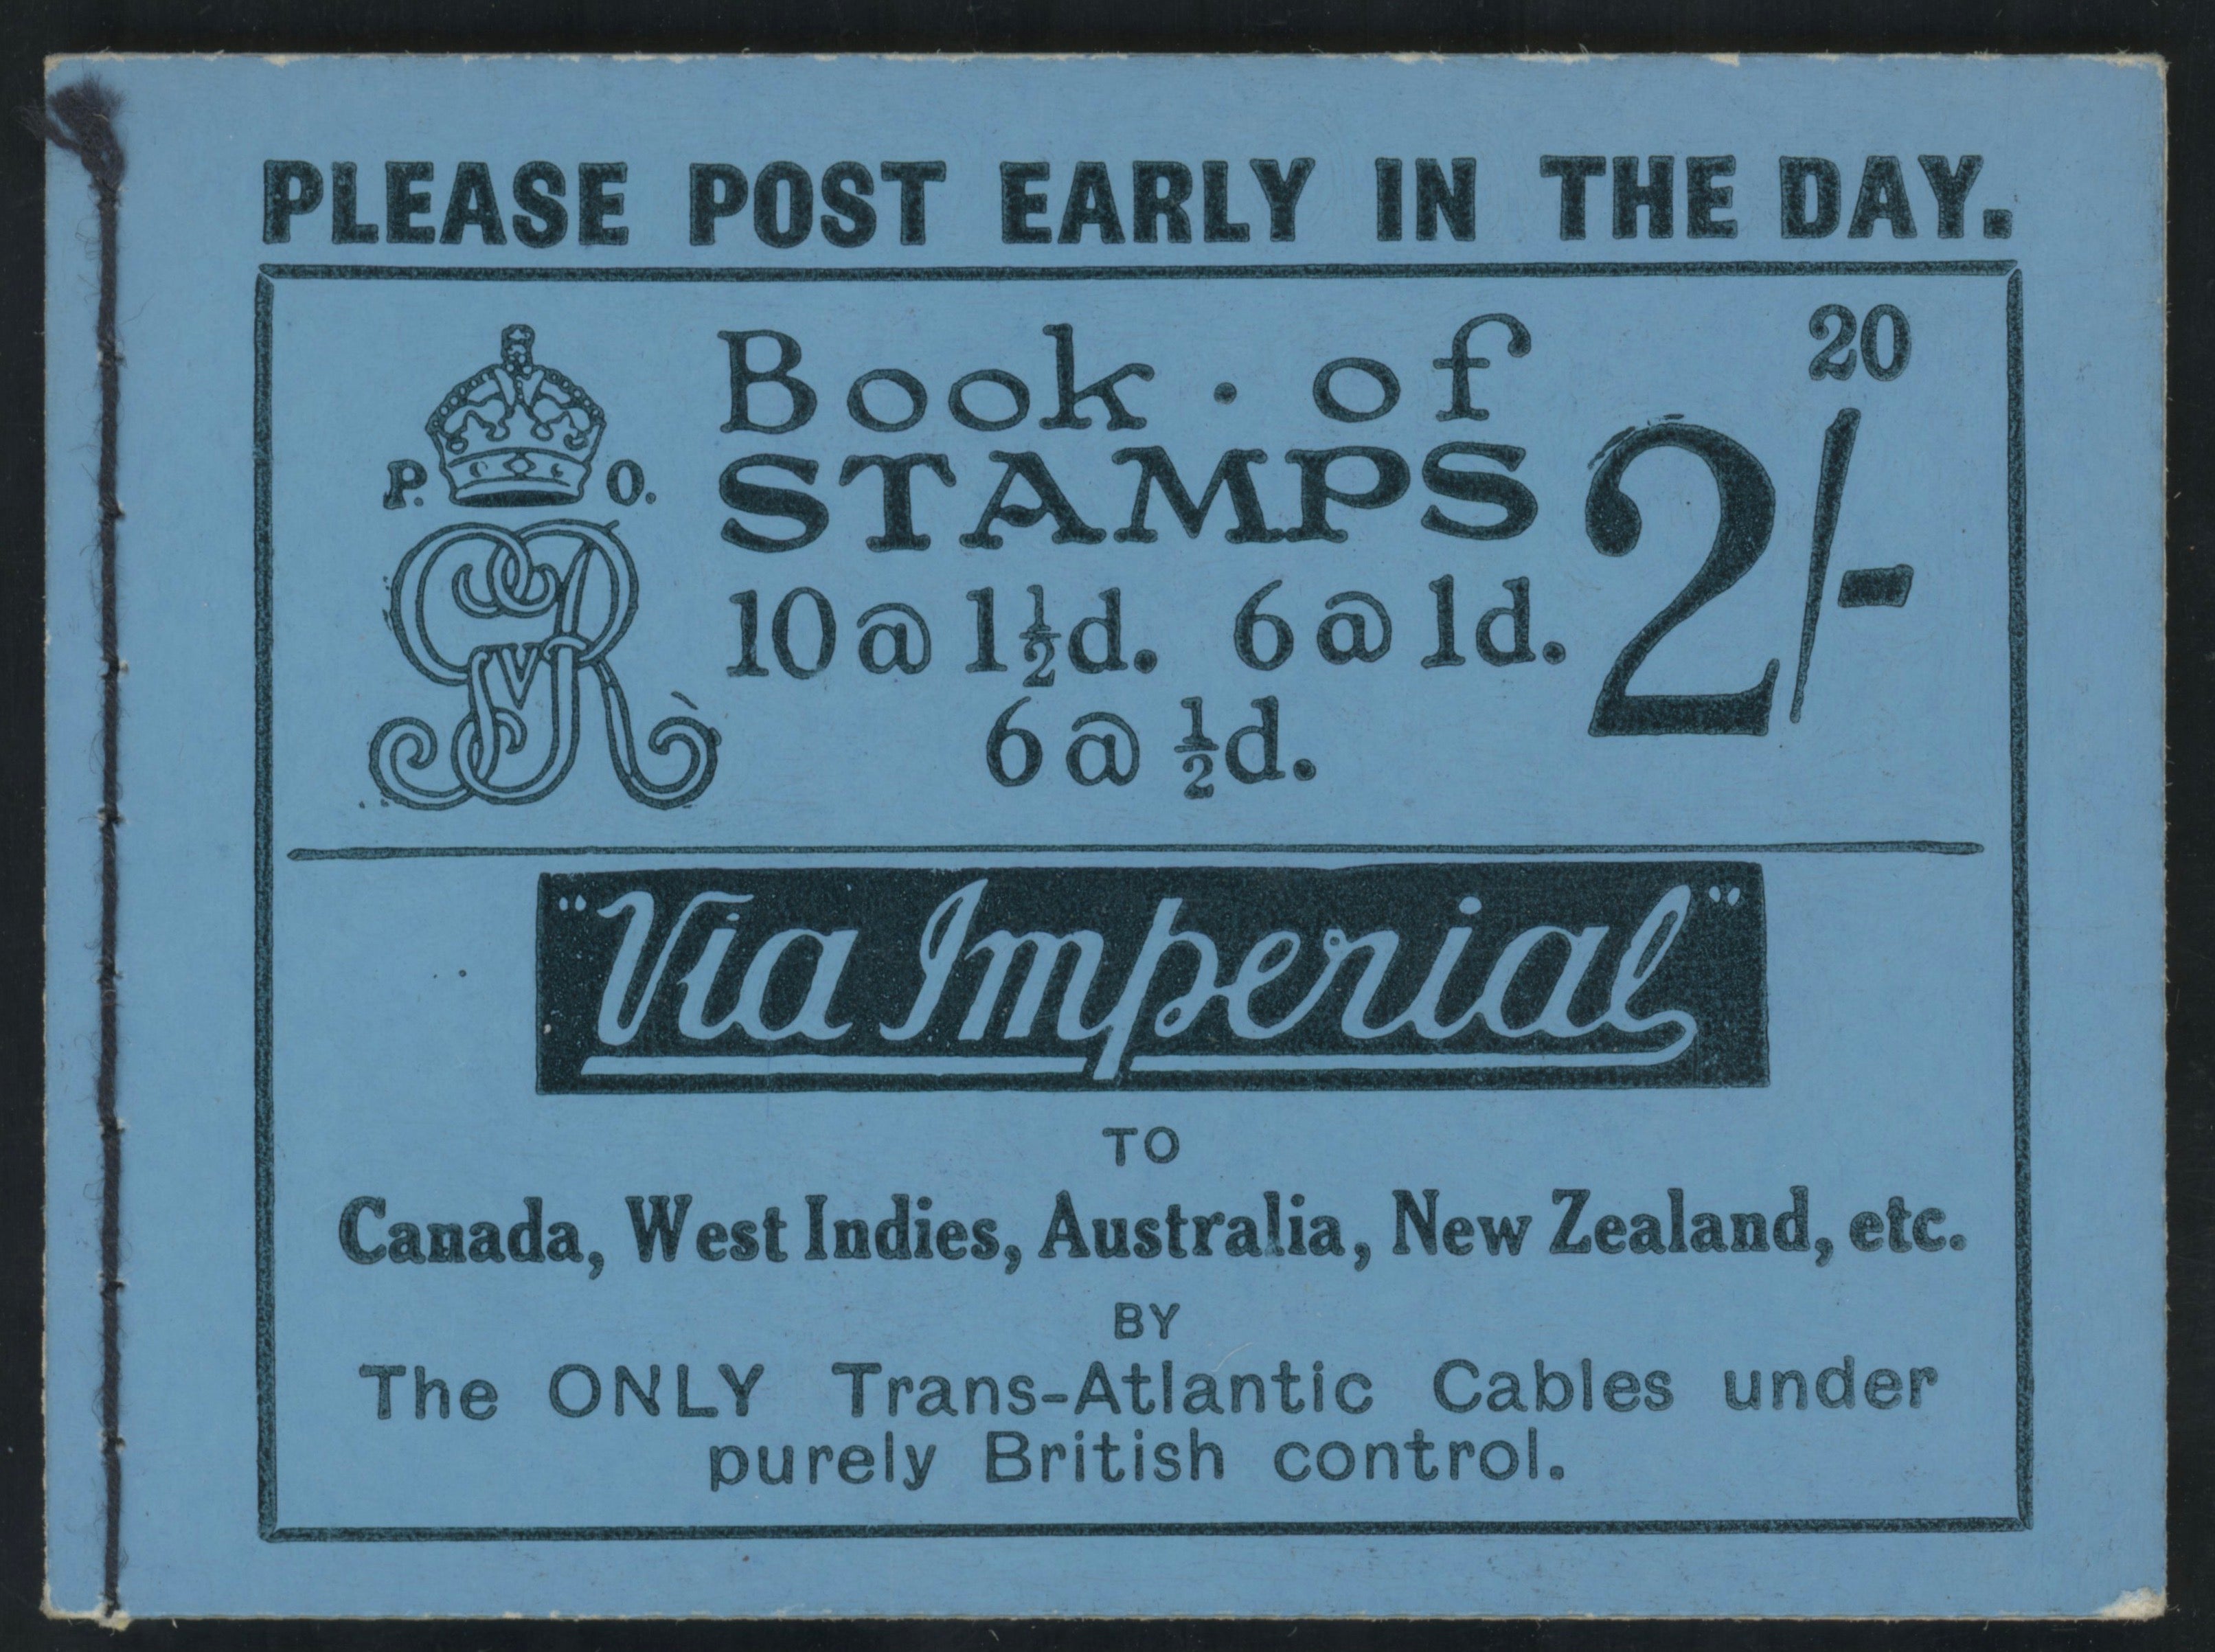 PLEASE POST EARLY IN THE DAY.
20
P. O.
GRV
Book · of
STAMPS
2/-
10 @ 1½d. 6 @ 1d.
6 @ ½d.
"Via Imperial"
TO
Canada, West Indies, Australia, New Zealand, etc.
BY
The ONLY Trans-Atlantic Cables under
purely British control.